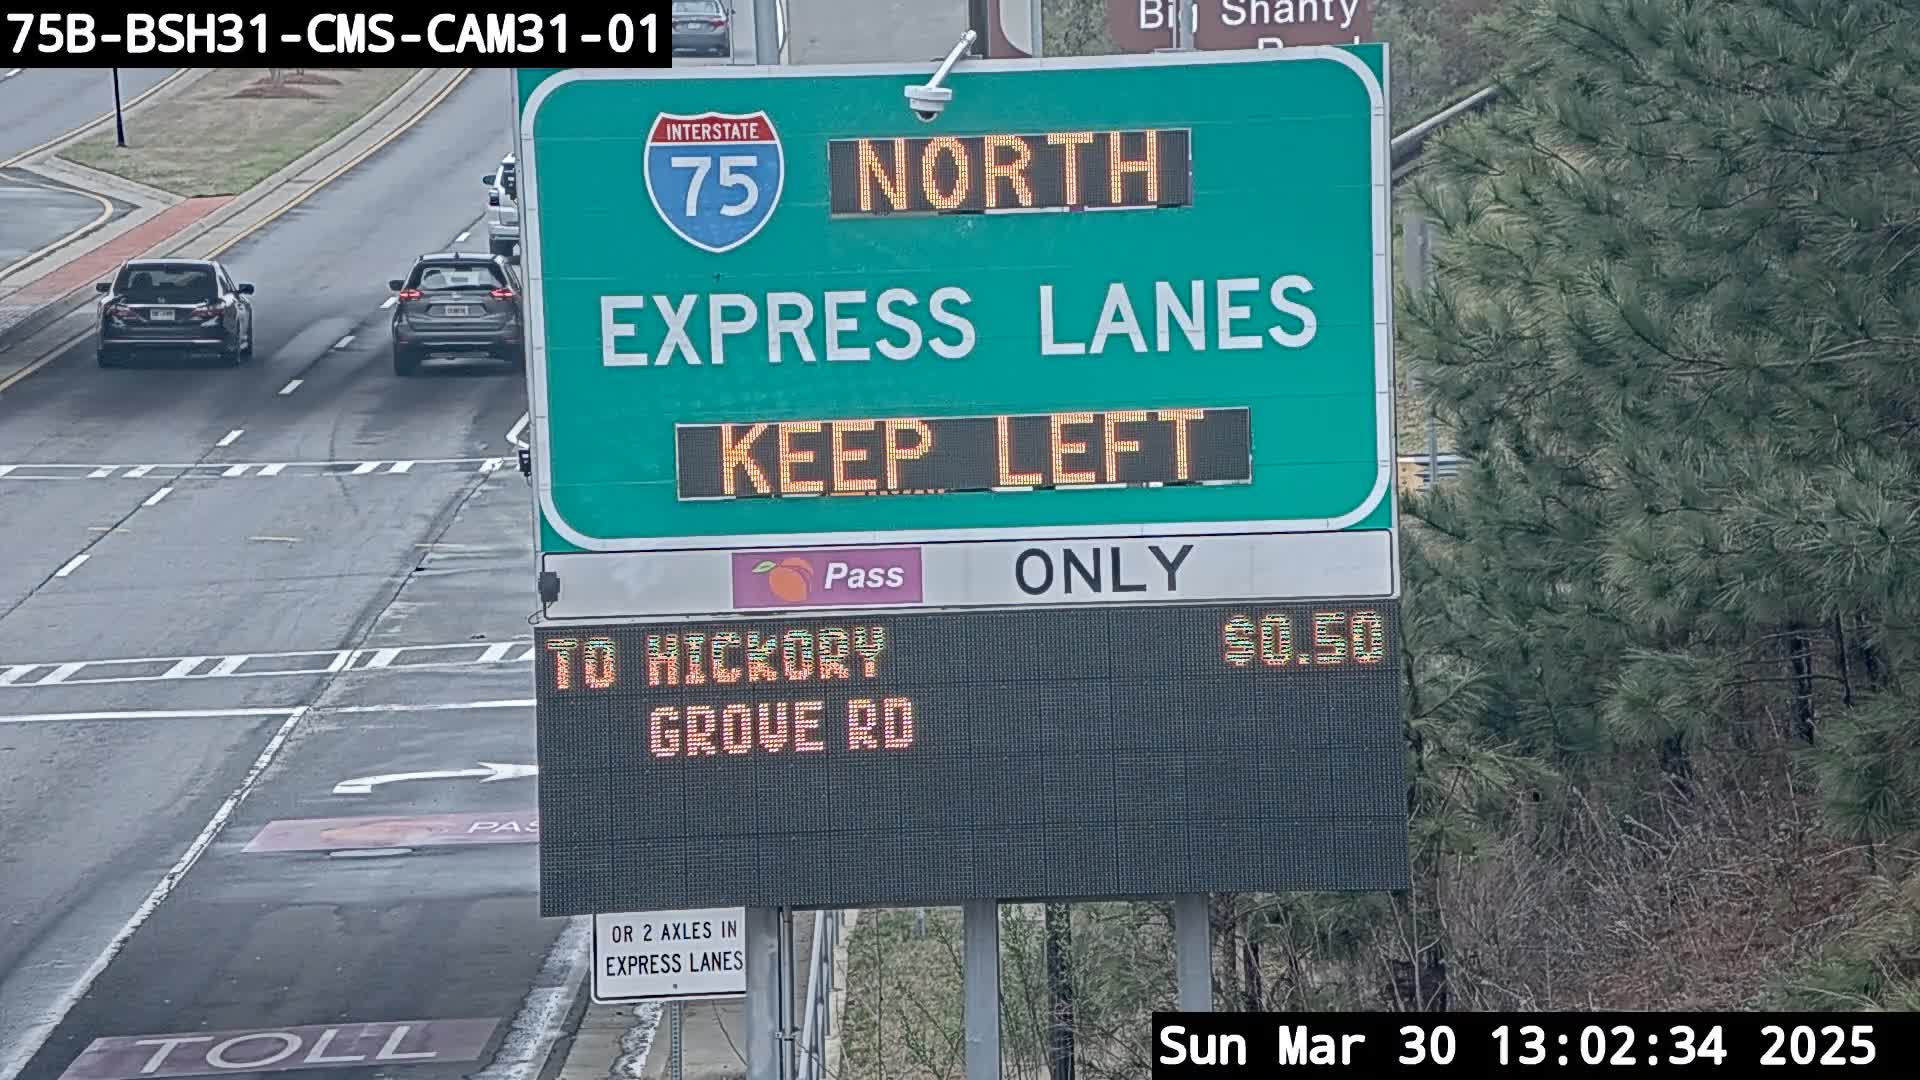 75B-BSH31-CMS-CAM31-01
Big Shanty
INTERSTATE
75
NORTH
EXPRESS LANES
KEEP LEFT
Pass
ONLY
TO HICKORY $0.50
GROVE RD
OR 2 AXLES IN
EXPRESS LANES
TOLL
Sun Mar 30 13:02:34 2025